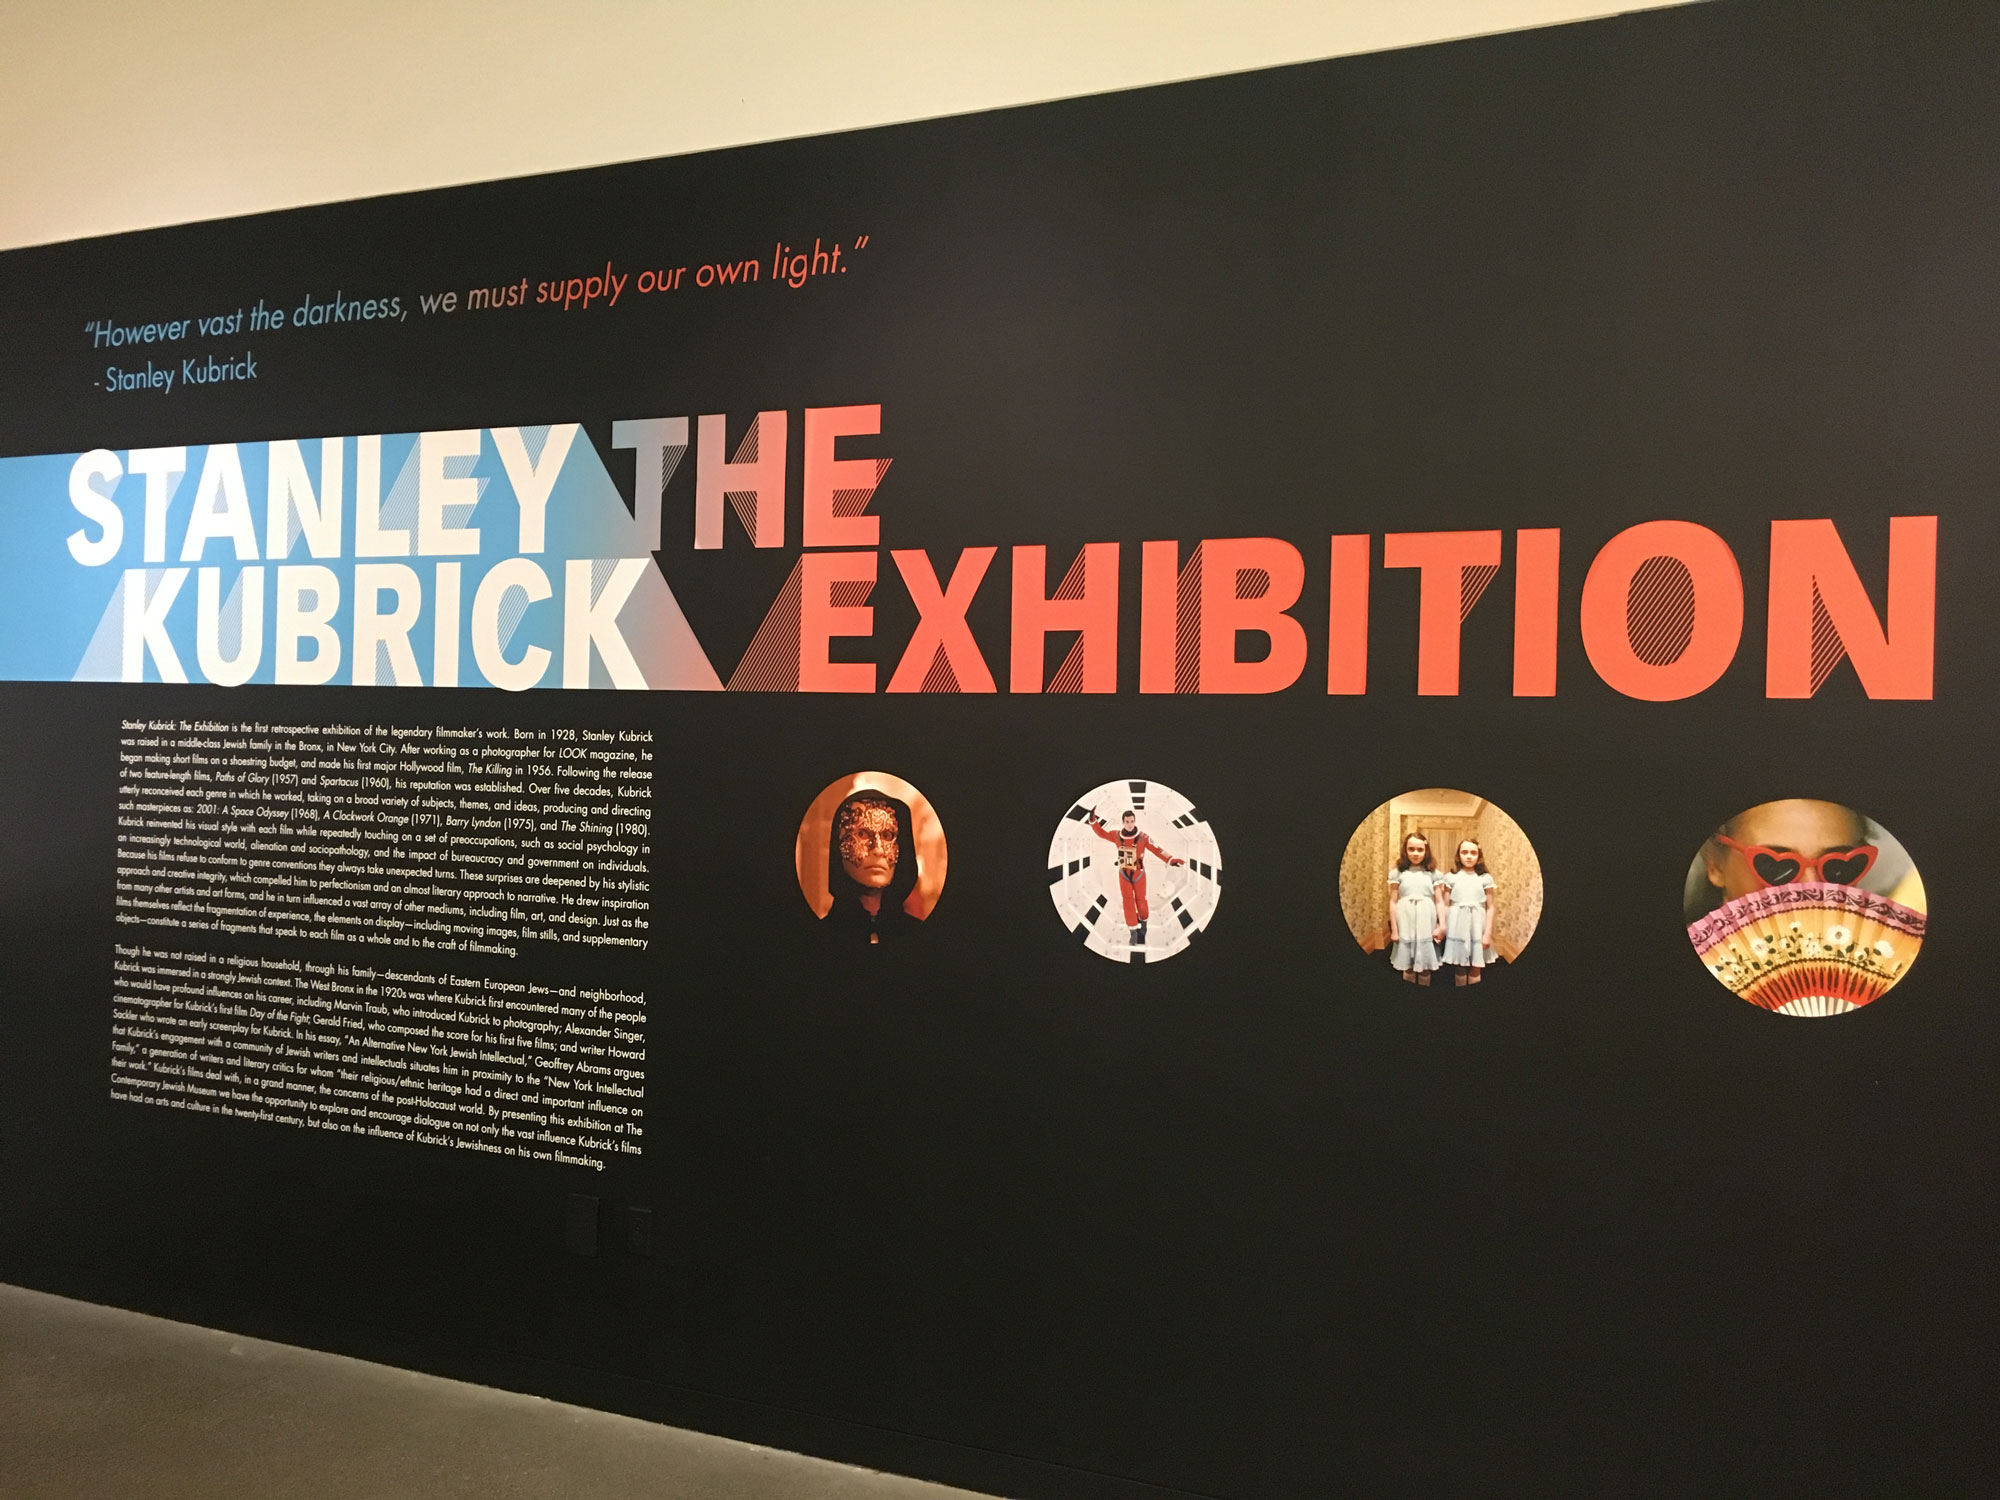 “However vast the darkness, we must supply our own light.”
- Stanley Kubrick
STANLEY THE
KUBRICK EXHIBITION
Stanley Kubrick: The Exhibition is the first retrospective exhibition of the legendary filmmaker’s work. Born in 1928, Stanley Kubrick
was raised in a middle-class Jewish family in the Bronx, in New York City. After working as a photographer for LOOK magazine, he
began making short films on a shoestring budget, and made his first major Hollywood film, The Killing in 1956. Following the release
of two feature-length films, Paths of Glory (1957) and Spartacus (1960), his reputation was established. Over five decades, Kubrick
utterly reconceived each genre in which he worked, taking on a broad variety of subjects, themes, and ideas, producing and directing
such masterpieces as: 2001: A Space Odyssey (1968), A Clockwork Orange (1971), Barry Lyndon (1975), and The Shining (1980).
Kubrick reinvented his visual style with each film while repeatedly touching on a set of preoccupations, such as social psychology in
an increasingly technological world, alienation and sociopathology, and the impact of bureaucracy and government on individuals.
Because his films refuse to conform to genre conventions they always take unexpected turns. These surprises are deepened by his stylistic
approach and creative integrity, which compelled him to perfectionism and an almost literary approach to narrative. He drew inspiration
from many other artists and art forms, and he in turn influenced a vast array of other mediums, including film, art, and design. Just as the
films themselves reflect the fragmentation of experience, the elements on display—including moving images, film stills, and supplementary
objects—constitute a series of fragments that speak to each film as a whole and to the craft of filmmaking.
Though he was not raised in a religious household, through his family—descendants of Eastern European Jews—and neighborhood,
Kubrick was immersed in a strongly Jewish context. The West Bronx in the 1920s was where Kubrick first encountered many of the people
who would have profound influences on his career, including Marvin Traub, who introduced Kubrick to photography; Alexander Singer,
cinematographer for Kubrick’s first film Day of the Fight; Gerald Fried, who composed the score for his first five films; and writer Howard
Sackler who wrote an early screenplay for Kubrick. In his essay, “An Alternative New York Jewish Intellectual,” Geoffrey Abrams argues
that Kubrick’s engagement with a community of Jewish writers and intellectuals situates him in proximity to the “New York Intellectual
Family,” a generation of writers and literary critics for whom “their religious/ethnic heritage had a direct and important influence on
their work.” Kubrick’s films deal with, in a grand manner, the concerns of the post-Holocaust world. By presenting this exhibition at The
Contemporary Jewish Museum we have the opportunity to explore and encourage dialogue on not only the vast influence Kubrick’s films
have had on arts and culture in the twenty-first century, but also on the influence of Kubrick’s Jewishness on his own filmmaking.